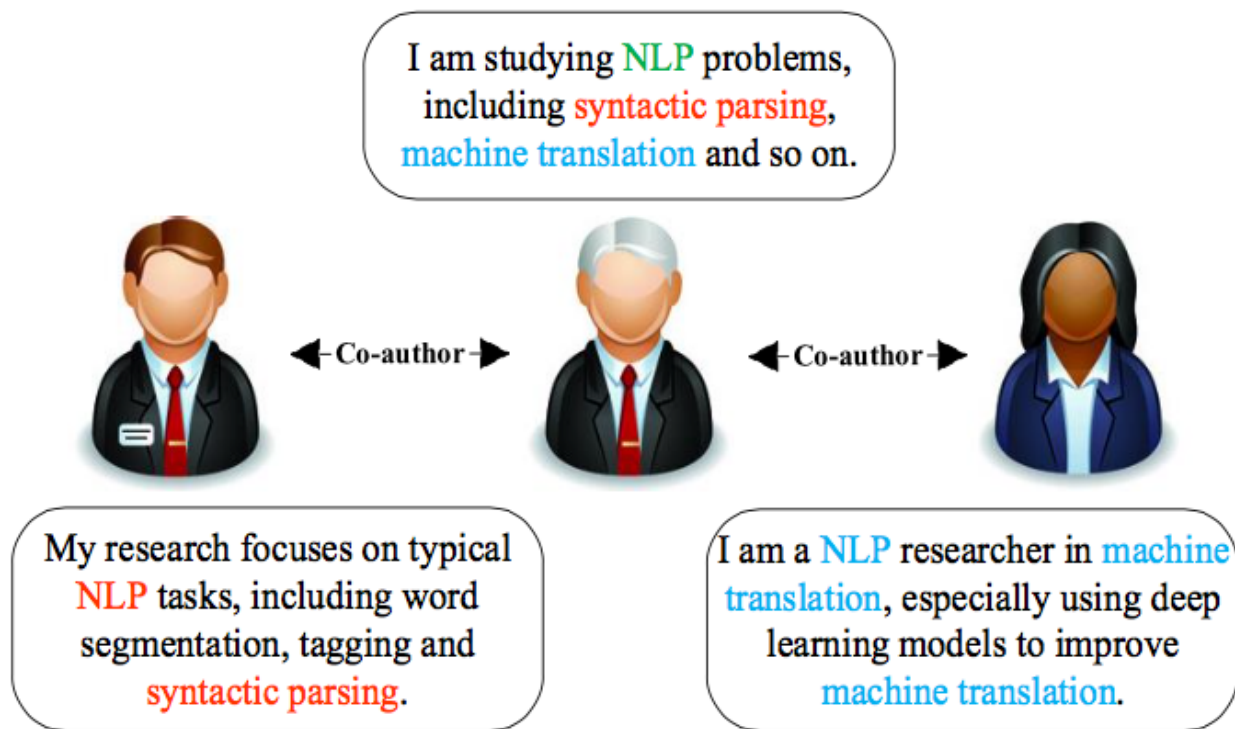 I am studying NLP problems,
including syntactic parsing,
machine translation and so on.
Co-author
Co-author
My research focuses on typical
NLP tasks, including word
segmentation, tagging and
syntactic parsing.
I am a NLP researcher in machine
translation, especially using deep
learning models to improve
machine translation.